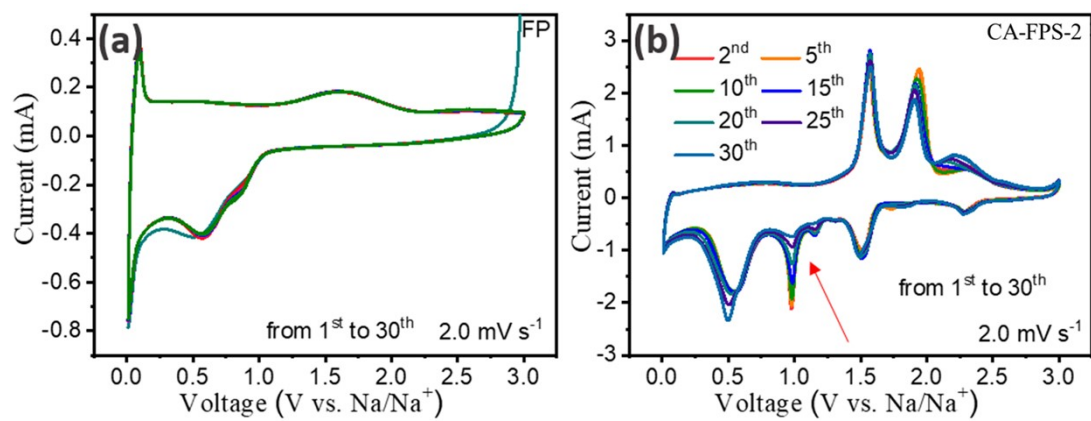 (a)
FP
0.4
0.2
0.0
-0.2
-0.4
-0.6
-0.8
Current (mA)
from 1st to 30th 2.0 mV s-1
0.0 0.5 1.0 1.5 2.0 2.5 3.0
Voltage (V vs. Na/Na+)
(b)
CA-FPS-2
2nd 5th
10th 15th
20th 25th
30th
3
2
1
0
-1
-2
-3
Current (mA)
from 1st to 30th
2.0 mV s-1
0.0 0.5 1.0 1.5 2.0 2.5 3.0
Voltage (V vs. Na/Na+)